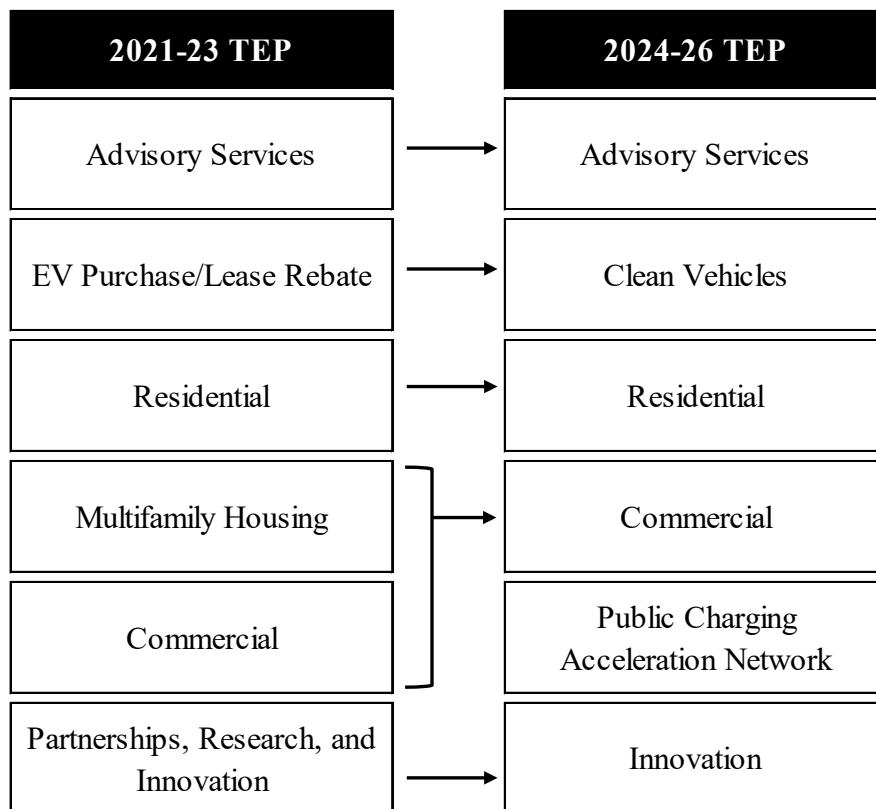 2021-23 TEP
2024-26 TEP
Advisory Services
Advisory Services
EV Purchase/Lease Rebate
Clean Vehicles
Residential
Residential
Multifamily Housing
Commercial
Commercial
Public Charging
Acceleration Network
Partnerships, Research, and
Innovation
Innovation